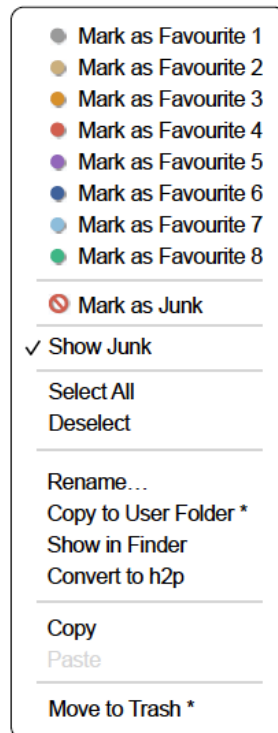 Mark as Favourite 1
Mark as Favourite 2
Mark as Favourite 3
Mark as Favourite 4
Mark as Favourite 5
Mark as Favourite 6
Mark as Favourite 7
Mark as Favourite 8
Mark as Junk
✓ Show Junk
Select All
Deselect
Rename…
Copy to User Folder *
Show in Finder
Convert to h2p
Copy
Paste
Move to Trash *